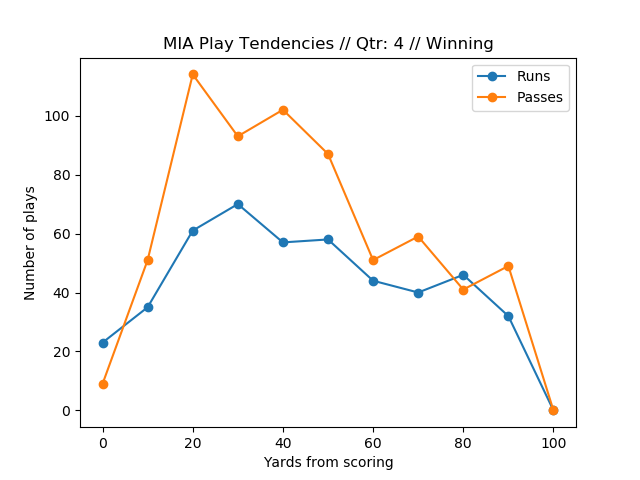 MIA Play Tendencies // Qtr: 4 // Winning
Runs
Passes
Number of plays
100
80
60
40
20
0
0 20 40 60 80 100
Yards from scoring